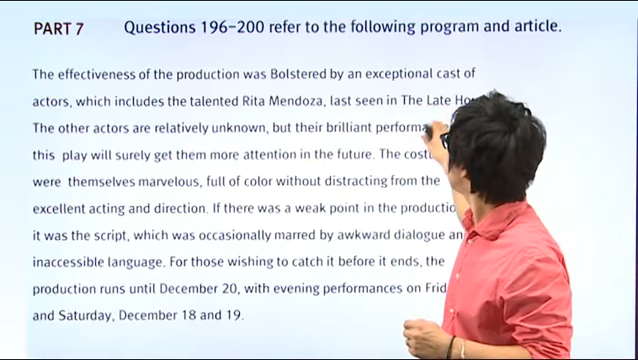 PART 7 Questions 196–200 refer to the following program and article.
The effectiveness of the production was Bolstered by an exceptional cast of
actors, which includes the talented Rita Mendoza, last seen in The Late
The other actors are relatively unknown, but their brilliant
this play will surely get them more attention in the future. The
were themselves marvelous, full of color without distracting from the
excellent acting and direction. If there was a weak point in the
it was the script, which was occasionally marred by awkward dialogue
inaccessible language. For those wishing to catch it before it ends, the
production runs until December 20, with evening performances on
and Saturday, December 18 and 19.